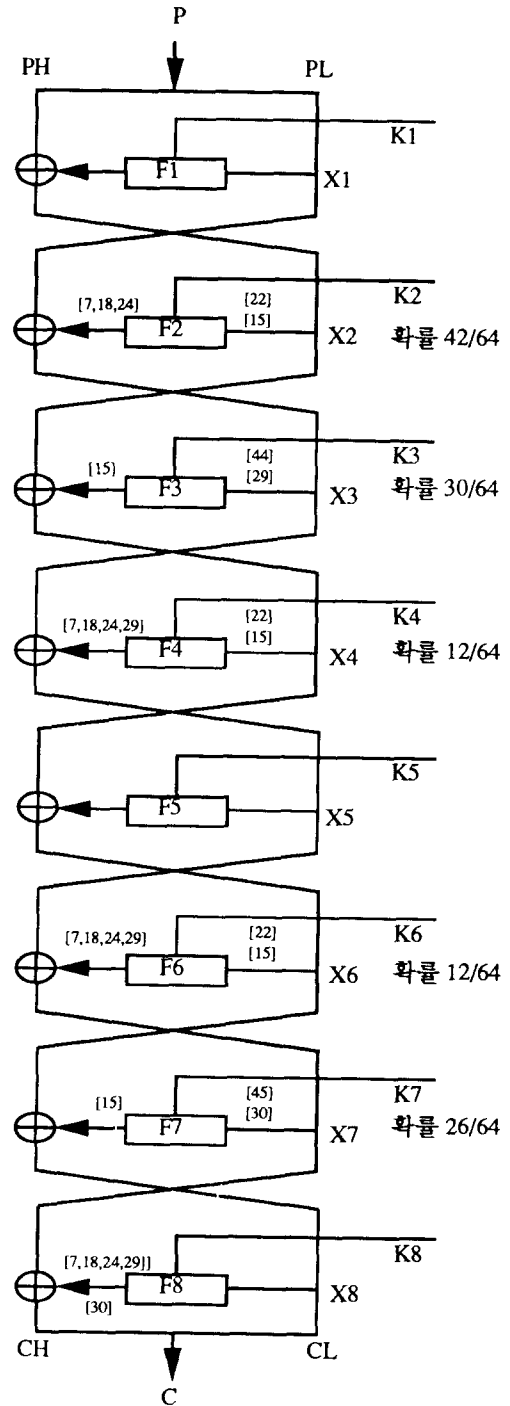 P
PH PL
K1
F1
X1
K2
[7,18,24] [22]
F2
[15]
X2 확률 42/64
K3
[15] [44]
F3
[29]
X3 확률 30/64
K4
[7,18,24,29] [22]
F4
[15]
X4 확률 12/64
K5
F5
X5
K6
[7,18,24,29] [22]
F6
[15]
X6 확률 12/64
K7
[15] [45]
F7
[30]
X7 확률 26/64
K8
[7,18,24,29]]
F8
[30]
X8
CH CL
C